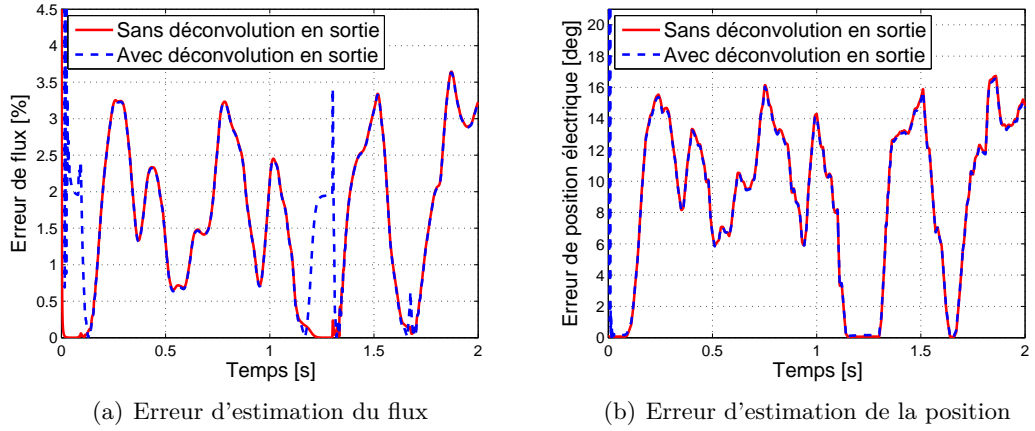 Sans déconvolution en sortie
Avec déconvolution en sortie
Erreur de flux [%]
4.5
4
3.5
3
2.5
2
1.5
1
0.5
0
0 0.5 1 1.5 2
Temps [s]
(a) Erreur d'estimation du flux
Sans déconvolution en sortie
Avec déconvolution en sortie
Erreur de position électrique [deg]
20
18
16
14
12
10
8
6
4
2
0
0 0.5 1 1.5 2
Temps [s]
(b) Erreur d'estimation de la position